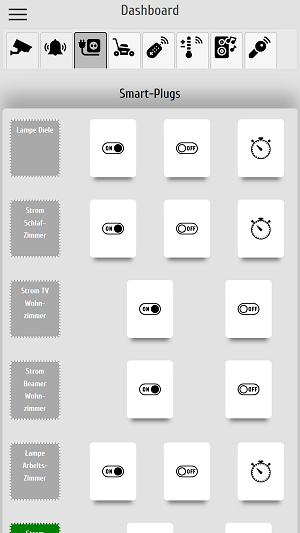 Dashboard
Smart-Plugs
Lampe Diele
ON
OFF
Strom
Schlaf-
Zimmer
ON
OFF
Strom TV
Wohn-
zimmer
ON
OFF
Strom
Beamer
Wohn-
zimmer
ON
OFF
Lampe
Arbeits-
Zimmer
ON
OFF